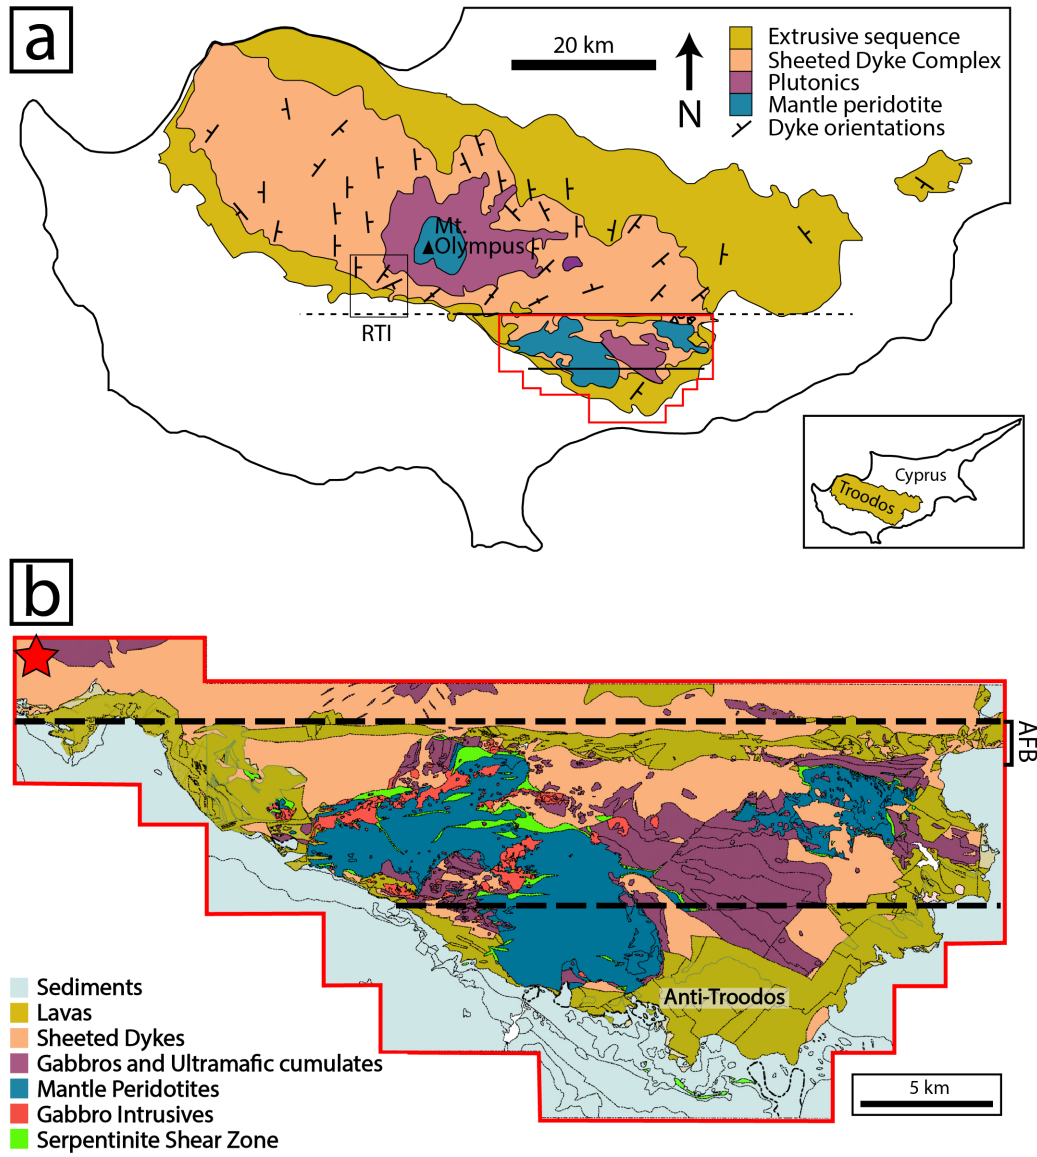 a
20 km
N
Extrusive sequence
Sheeted Dyke Complex
Plutonics
Mantle peridotite
Dyke orientations
Mt.
Olympus
RTI
Cyprus
Troodos
b
AFB
Anti-Troodos
Sediments
Lavas
Sheeted Dykes
Gabbros and Ultramafic cumulates
Mantle Peridotites
Gabbro Intrusives
Serpentinite Shear Zone
5 km